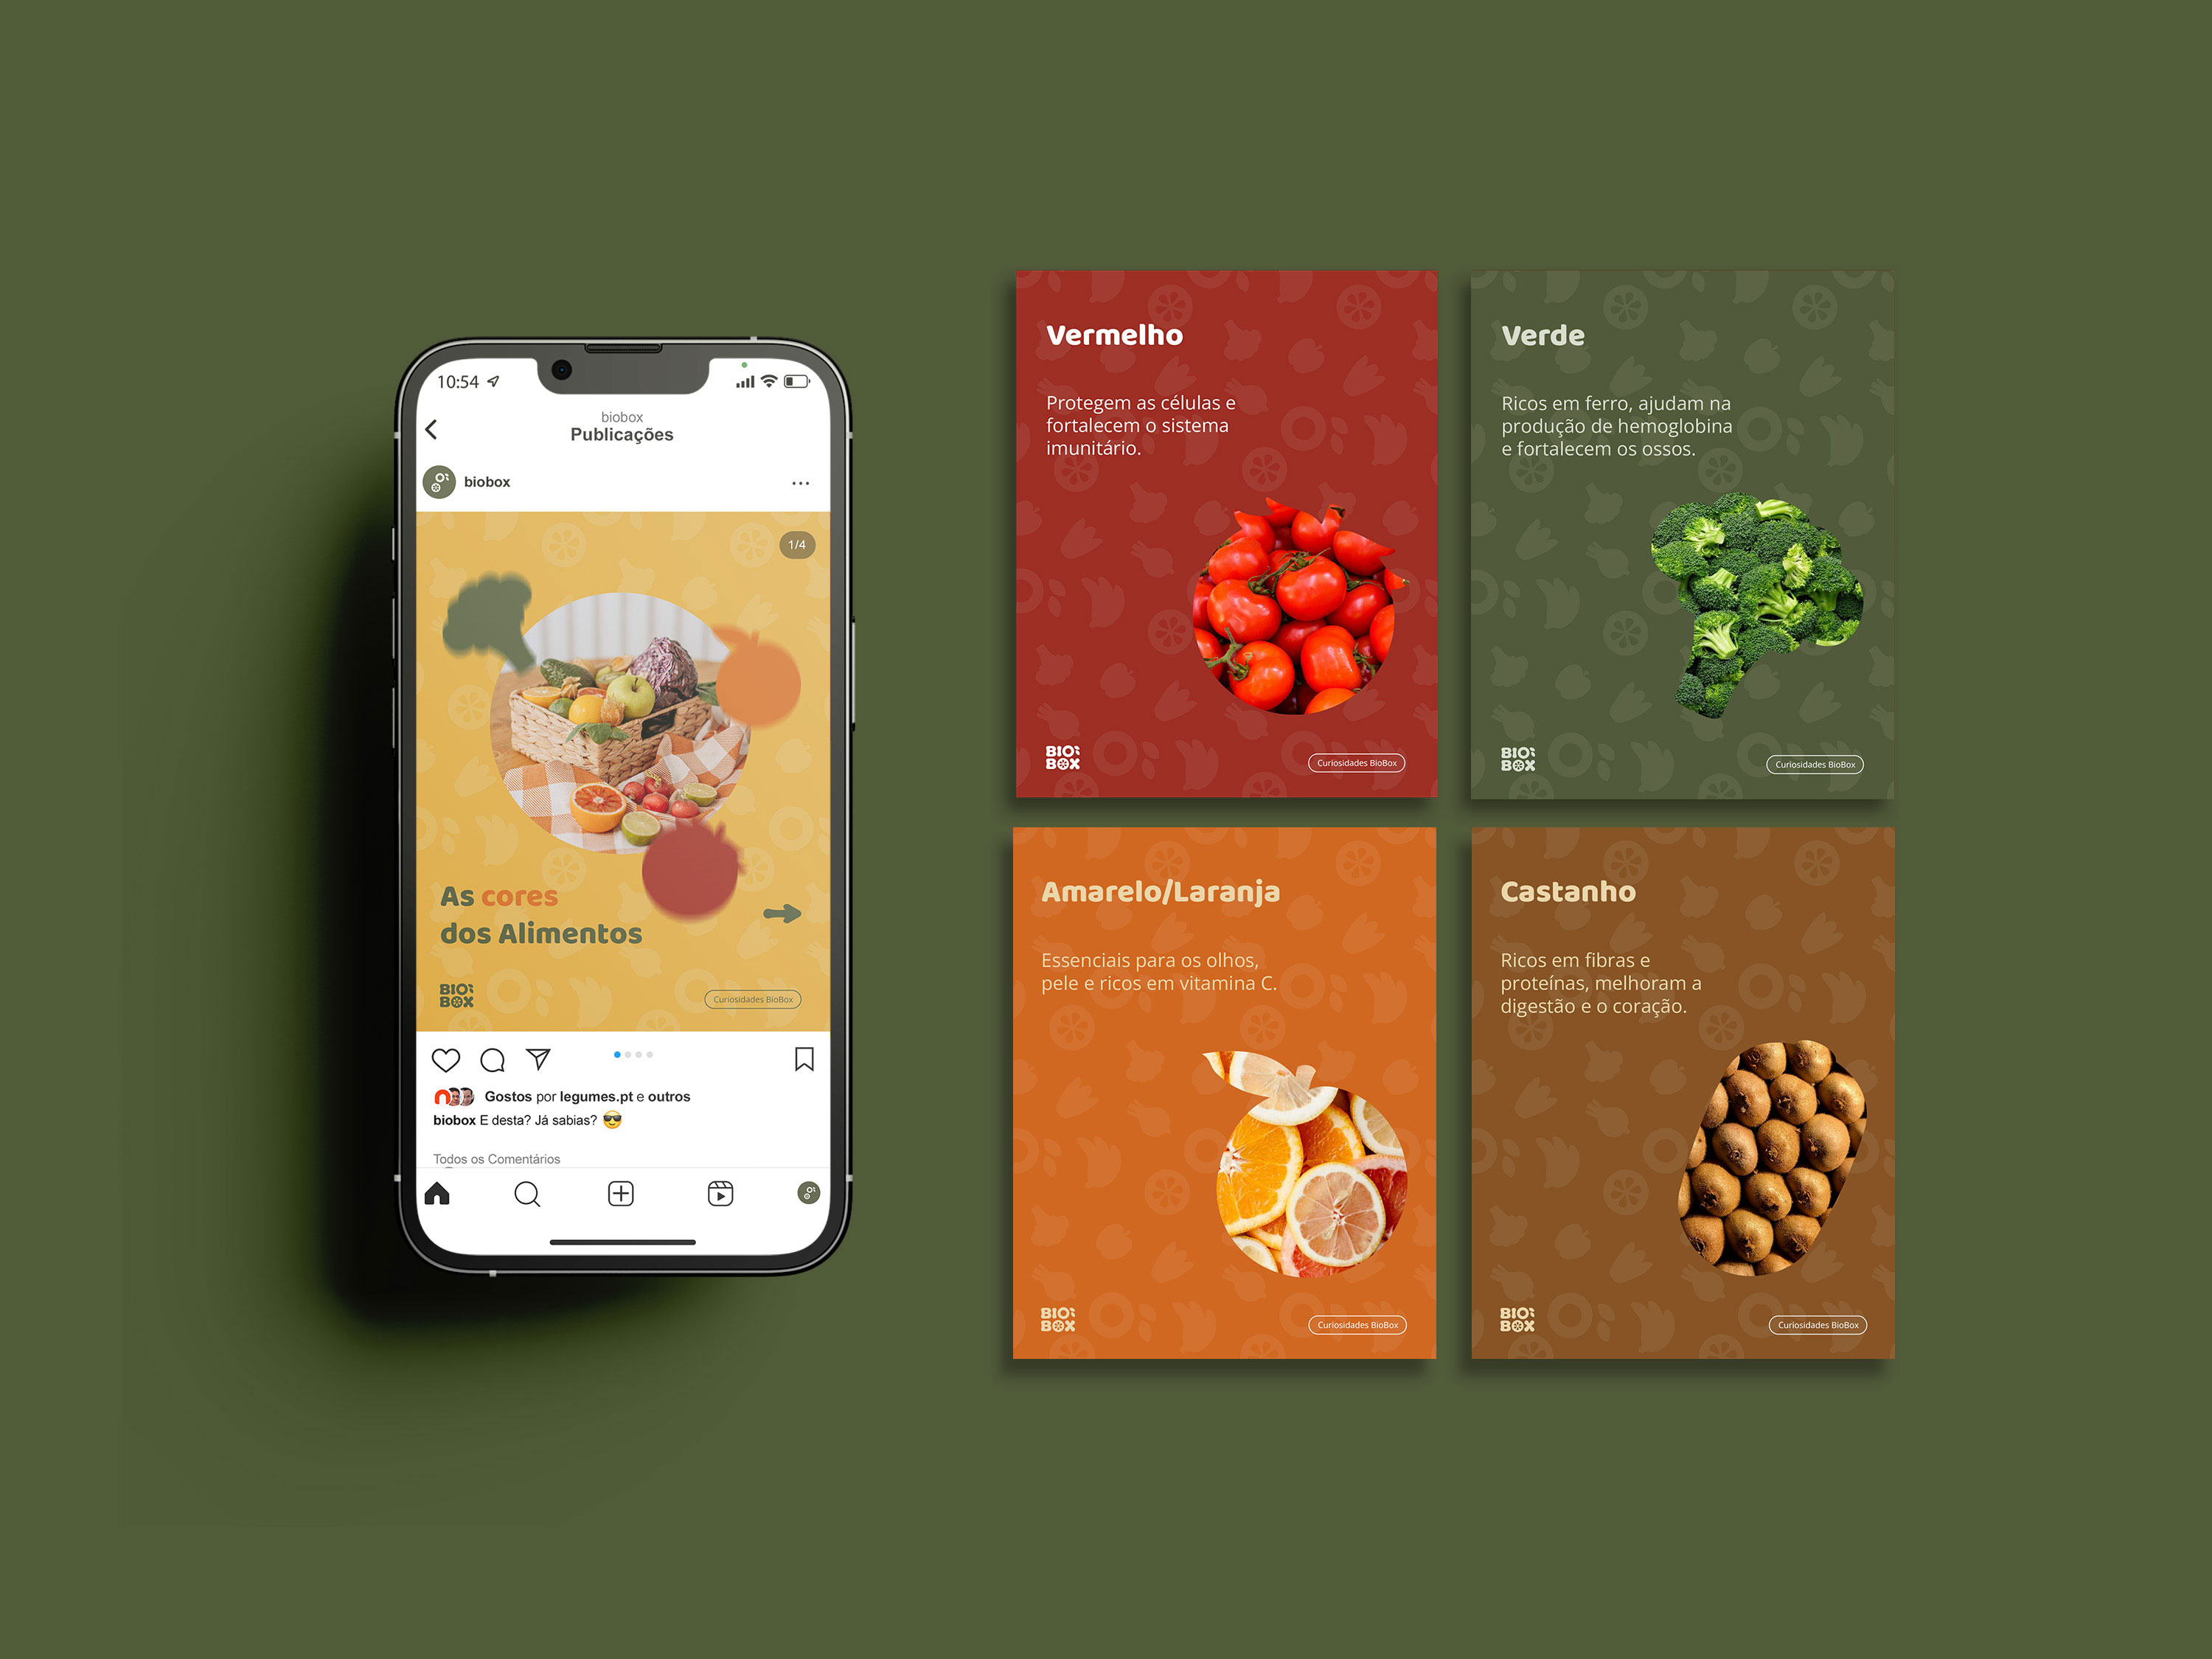 10:54
biobox
Publicações
biobox
1/4
As cores
dos Alimentos
BIO
BOX
Curiosidades BioBox
Gostos por legumes.pt e outros
biobox E desta? Já sabias? 😎
Todos os Comentários
Vermelho
Protegem as células e
fortalecem o sistema
imunitário.
BIO
BOX
Curiosidades BioBox
Verde
Ricos em ferro, ajudam na
produção de hemoglobina
e fortalecem os ossos.
BIO
BOX
Curiosidades BioBox
Amarelo/Laranja
Essenciais para os olhos,
pele e ricos em vitamina C.
BIO
BOX
Curiosidades BioBox
Castanho
Ricos em fibras e
proteínas, melhoram a
digestão e o coração.
BIO
BOX
Curiosidades BioBox